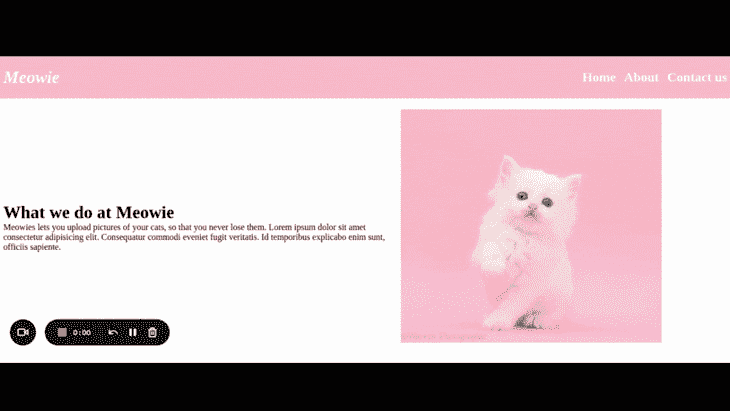 Meowie
Home About Contact us
What we do at Meowie
Meowies lets you upload pictures of your cats, so that you never lose them. Lorem ipsum dolor sit amet
consectetur adipisicing elit. Consequatur commodi eveniet fugit veritatis. Id temporibus explicabo enim sunt,
officiis sapiente.
0:00